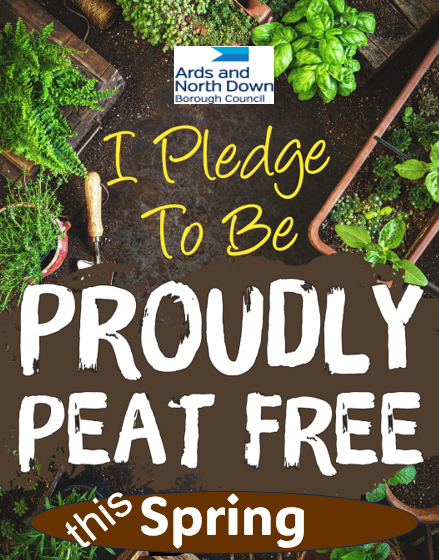 Ards and
North Down
Borough Council
I Pledge
To Be
PROUDLY
PEAT FREE
this Spring